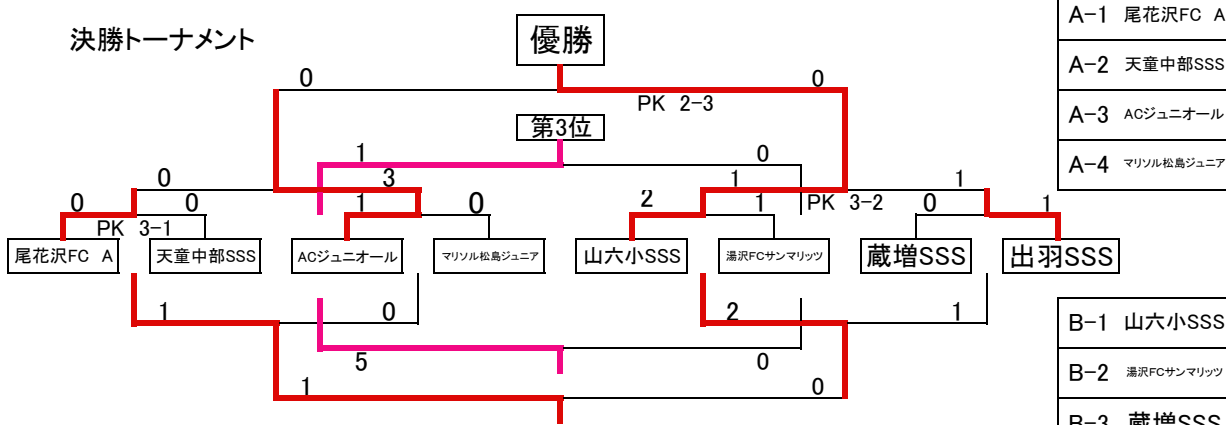 決勝トーナメント
優勝
0
0
PK 2-3
第3位
1
0
0
3
1
PK 3-2
1
0
0
PK 3-1
1
0
2
1
0
1
尾花沢FC A
天童中部SSS
ACジュニオール
マリソル松島ジュニア
山六小SSS
湯沢FCサンマリッツ
蔵増SSS
出羽SSS
1
0
2
1
5
0
1
0
A-1 尾花沢FC A
A-2 天童中部SSS
A-3 ACジュニオール
A-4 マリソル松島ジュニア
B-1 山六小SSS
B-2 湯沢FCサンマリッツ
B-3 蔵増SSS